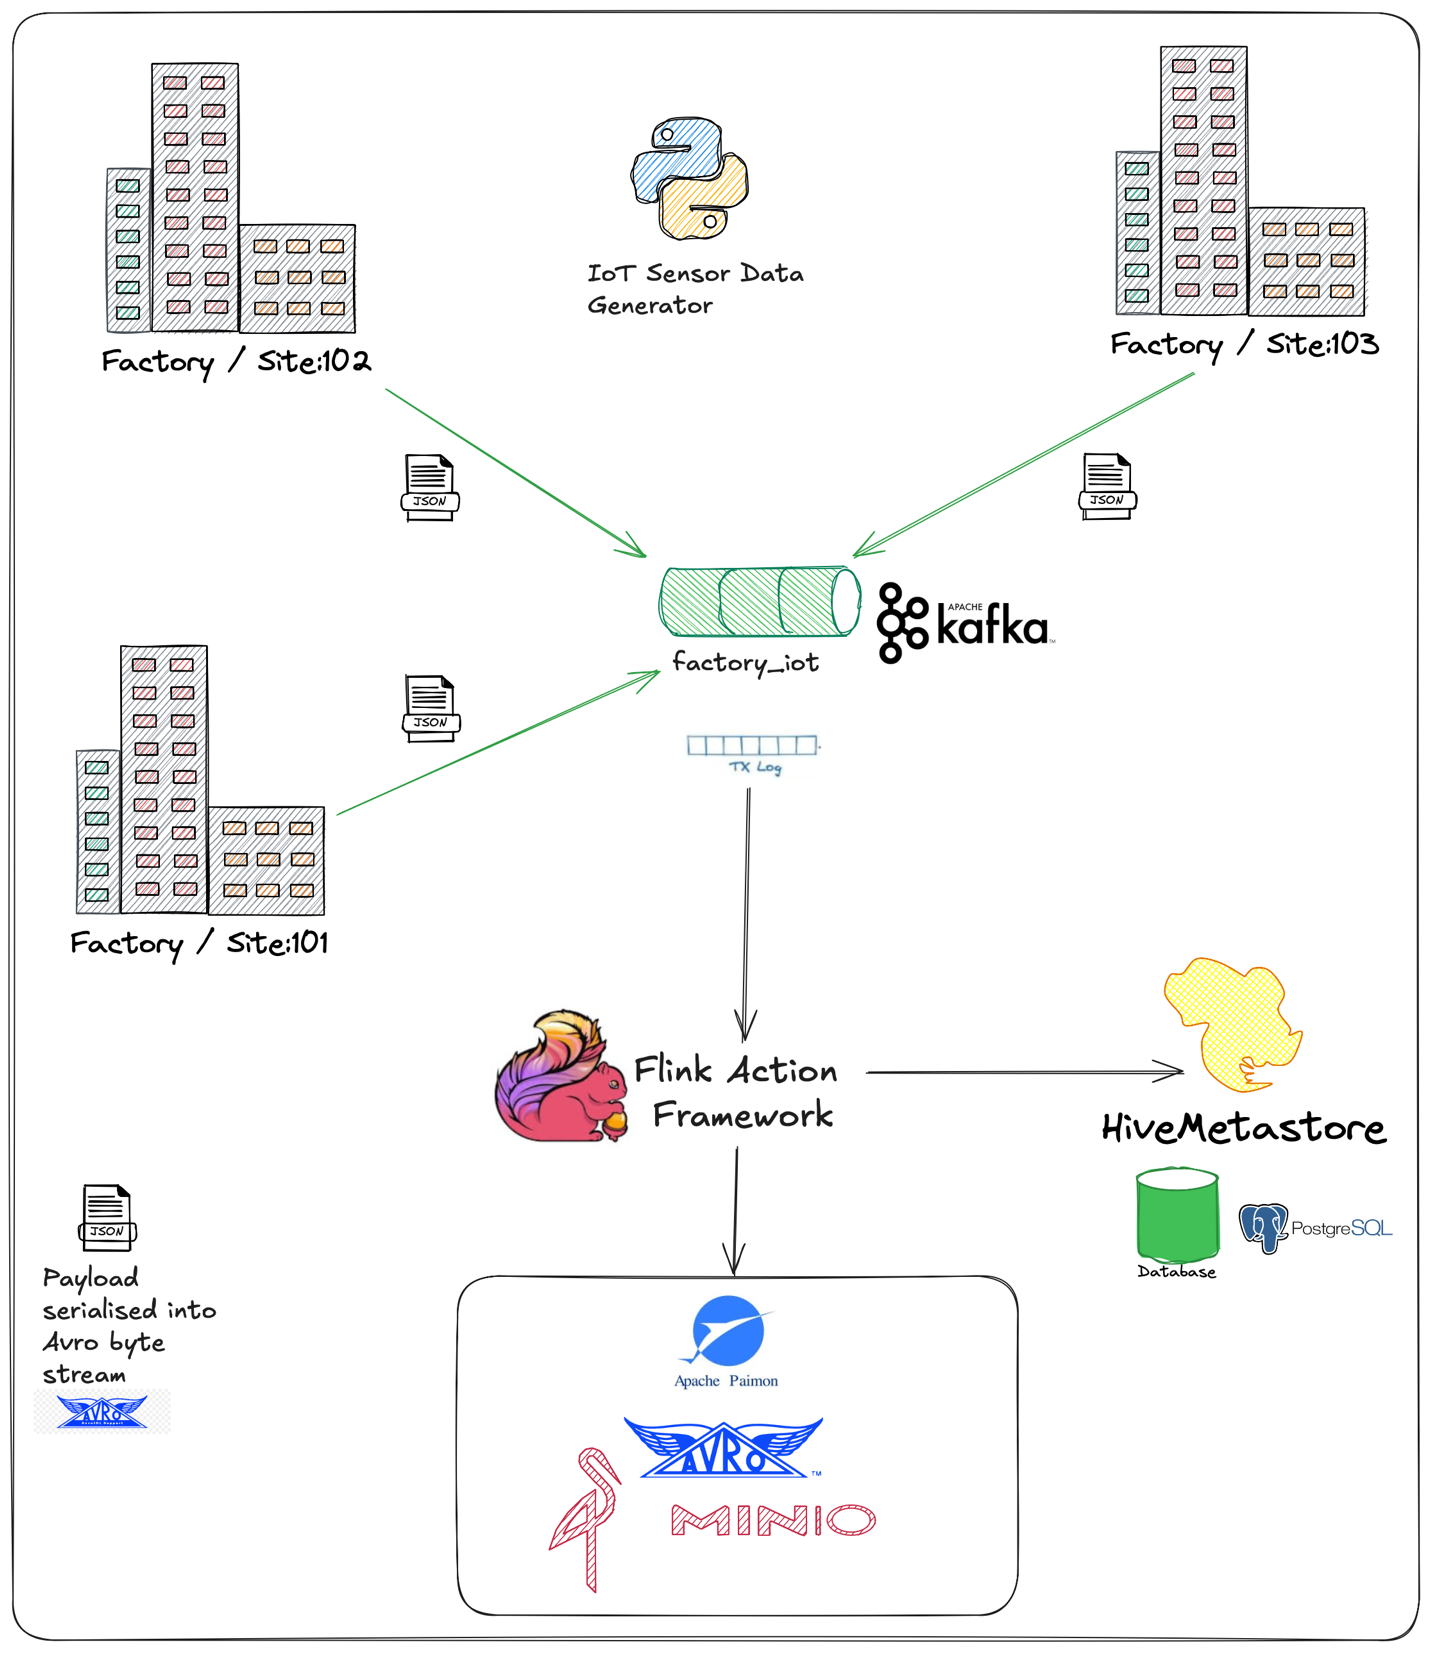 IoT Sensor Data
Generator
Factory / Site:102
Factory / Site:103
JSON
JSON
APACHE
kafka
TM
factory_iot
JSON
TX Log
Factory / Site:101
Flink Action
Framework
HiveMetastore
PostgreSQL
Database
JSON
Payload
serialised into
Avro byte
stream
AVRO
Apache Paimon
AVRO
TM
MINIO